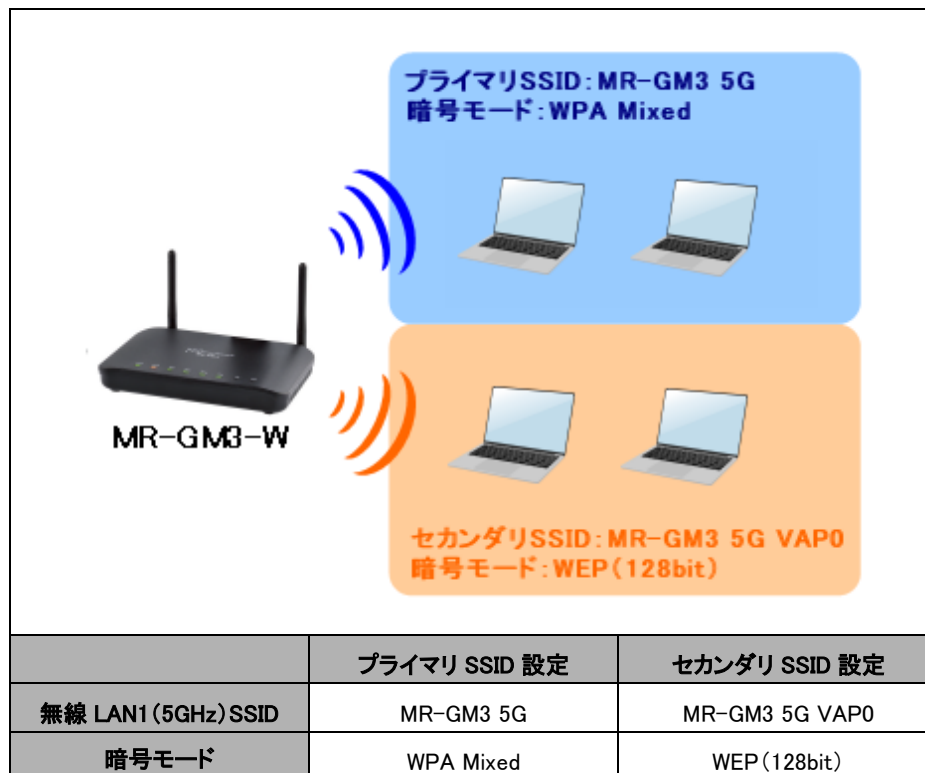 プライマリSSID:MR-GM3 5G
暗号モード:WPA Mixed
MR-GM3-W
セカンダリSSID:MR-GM3 5G VAP0
暗号モード:WEP(128bit)
プライマリ SSID 設定 セカンダリ SSID 設定
無線 LAN1(5GHz)SSID MR-GM3 5G MR-GM3 5G VAP0
暗号モード WPA Mixed WEP(128bit)